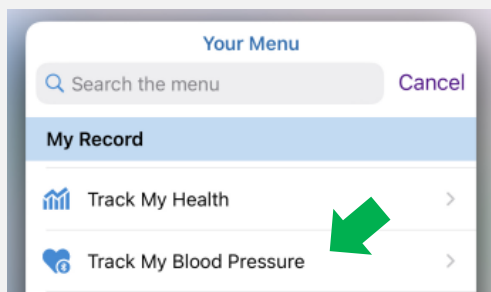 Your Menu
Search the menu Cancel
My Record
Track My Health
Track My Blood Pressure